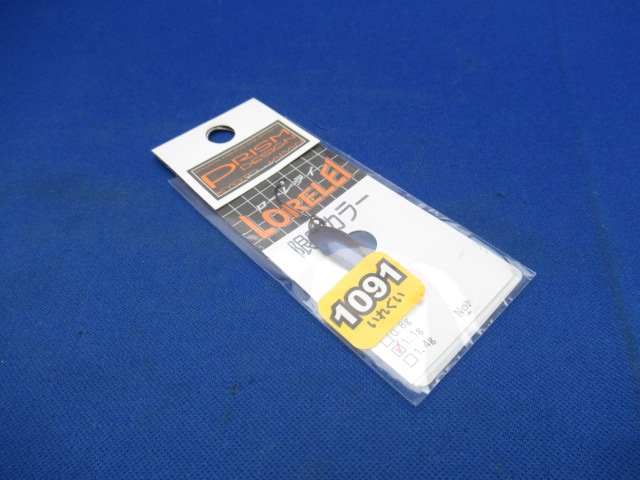 PRISM
DESIGN
ローレライ
LORELEI
限定カラー
1091
いれぐい
0.8g
1.1g
1.4g
No.